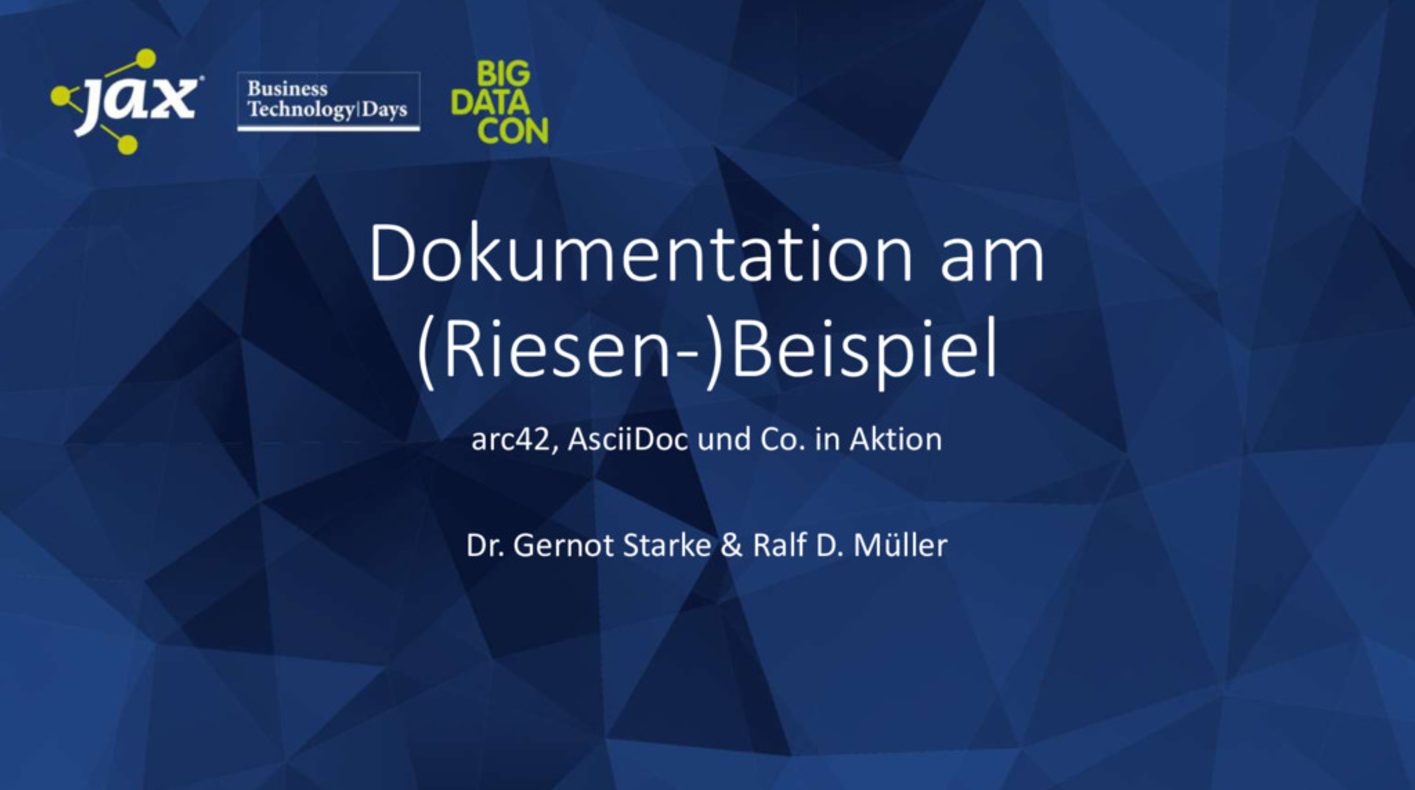 jax®
Business
Technology|Days
BIG
DATA
CON
Dokumentation am
(Riesen-)Beispiel
arc42, AsciiDoc und Co. in Aktion
Dr. Gernot Starke & Ralf D. Müller